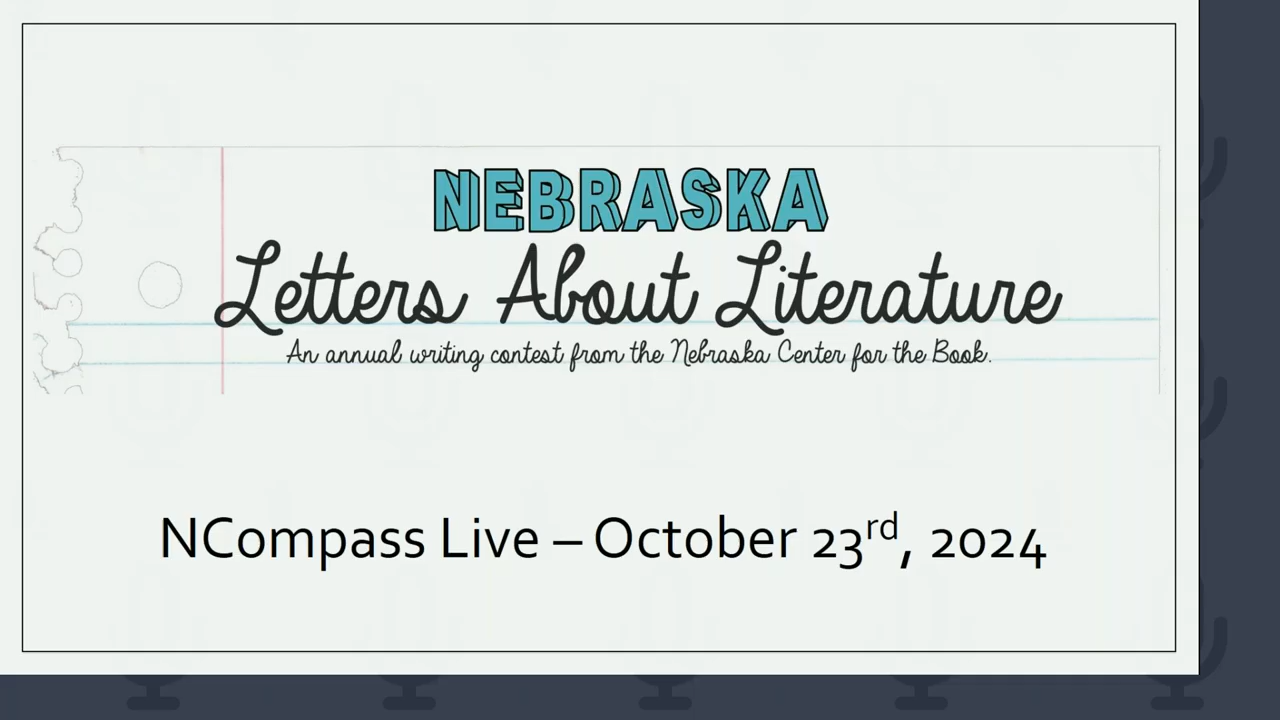 NEBRASKA
Letters About Literature
An annual writing contest from the Nebraska Center for the Book.
NCompass Live – October 23rd, 2024